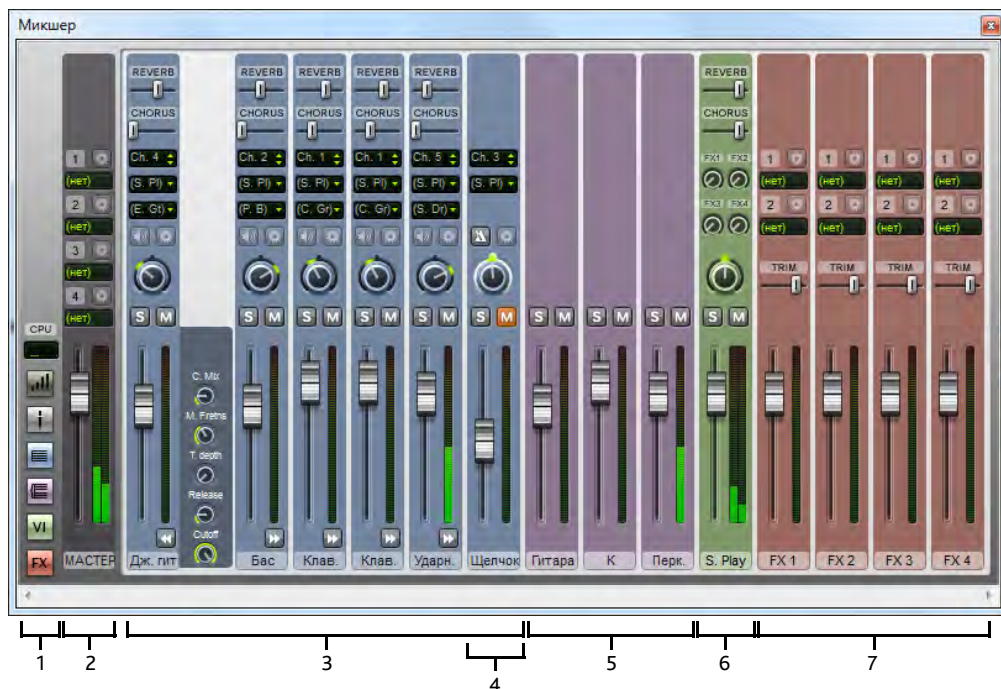 Микшер
REVERB REVERB REVERB REVERB REVERB REVERB
CHORUS CHORUS CHORUS CHORUS CHORUS CHORUS
1 Ch. 4 Ch. 2 Ch. 1 Ch. 1 Ch. 5 Ch. 3 FX1 FX2 1 1 1 1
(нет) (S. Pl) (S. Pl) (S. Pl) (S. Pl) (S. Pl) (S. Pl) (нет) (нет) (нет) (нет)
2 (E. Gt) (P. B) (C. Gr) (C. Gr) (S. Dr) FX3 FX4 2 2 2 2
(нет) (нет) (нет) (нет) (нет)
3
(нет) TRIM TRIM TRIM TRIM
4
(нет) S M S M S M S M S M S M S M S M S M S M
CPU
C. Mix
M. Fretns
T. depth
Release
Cutoff
VI
FX МАСТЕР Дж. гит Бас Клав. Клав. Ударн. Щелчок Гитара К Перк. S. Play FX 1 FX 2 FX 3 FX 4
1 2 3 4 5 6 7